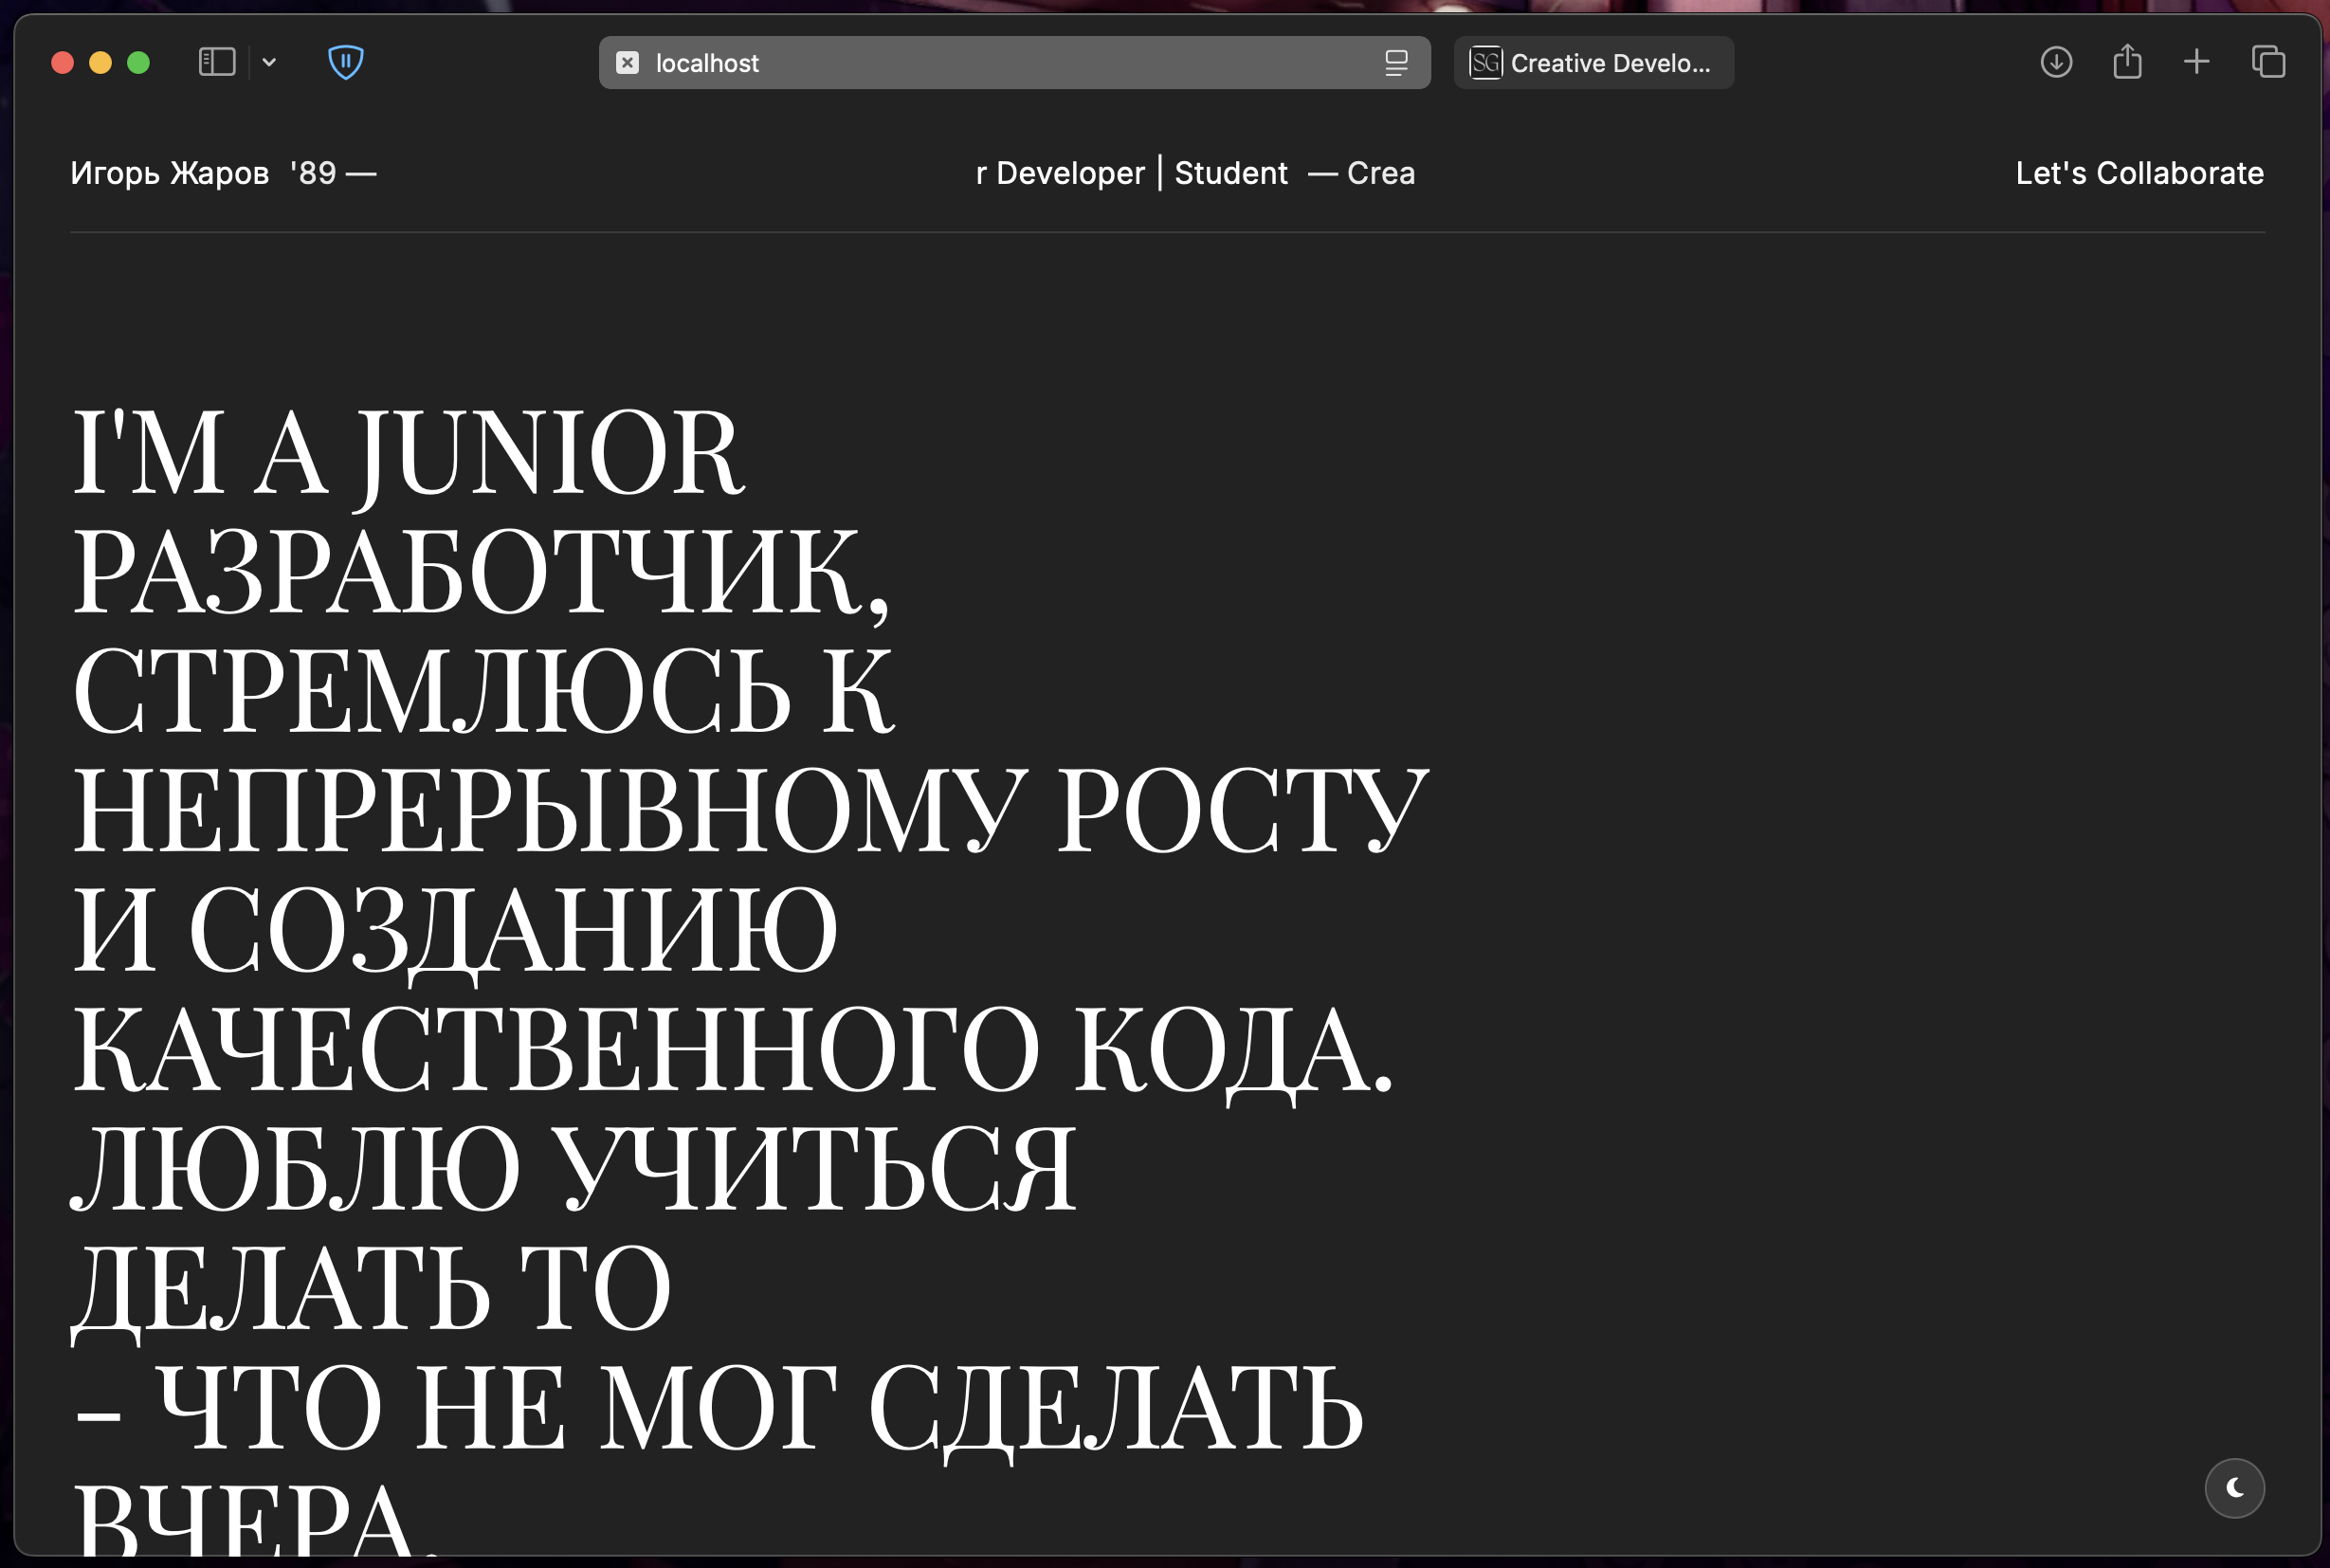 localhost
SG Creative Develo...
Игорь Жаров '89 —
r Developer | Student — Crea
Let's Collaborate
I'M A JUNIOR
РАЗРАБОТЧИК,
СТРЕМЛЮСЬ К
НЕПРЕРЫВНОМУ РОСТУ
И СОЗДАНИЮ
КАЧЕСТВЕННОГО КОДА.
ЛЮБЛЮ УЧИТЬСЯ
ДЕЛАТЬ ТО
– ЧТО НЕ МОГ СДЕЛАТЬ
ВЧЕРА.